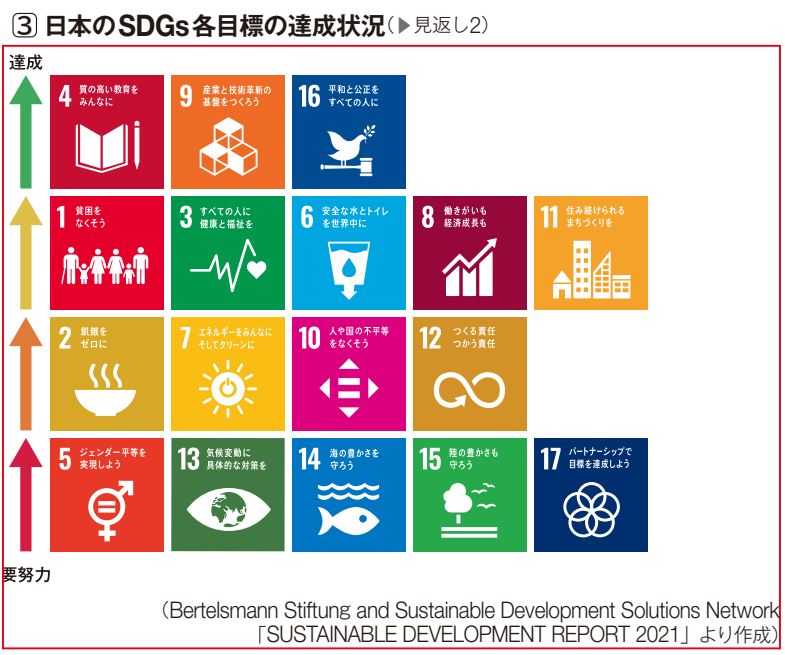 ③ 日本のSDGs各目標の達成状況(▶見返し2)
達成
4 質の高い教育を
みんなに
9 産業と技術革新の
基盤をつくろう
16 平和と公正を
すべての人に
1 貧困を
なくそう
3 すべての人に
健康と福祉を
6 安全な水とトイレ
を世界中に
8 働きがいも
経済成長も
11 住み続けられる
まちづくりを
2 飢餓を
ゼロに
7 エネルギーをみんなに
そしてクリーンに
10 人や国の不平等
をなくそう
12 つくる責任
つかう責任
5 ジェンダー平等を
実現しよう
13 気候変動に
具体的な対策を
14 海の豊かさを
守ろう
15 陸の豊かさも
守ろう
17 パートナーシップで
目標を達成しよう
要努力
(Bertelsmann Stiftung and Sustainable Development Solutions Network
「SUSTAINABLE DEVELOPMENT REPORT 2021」より作成)